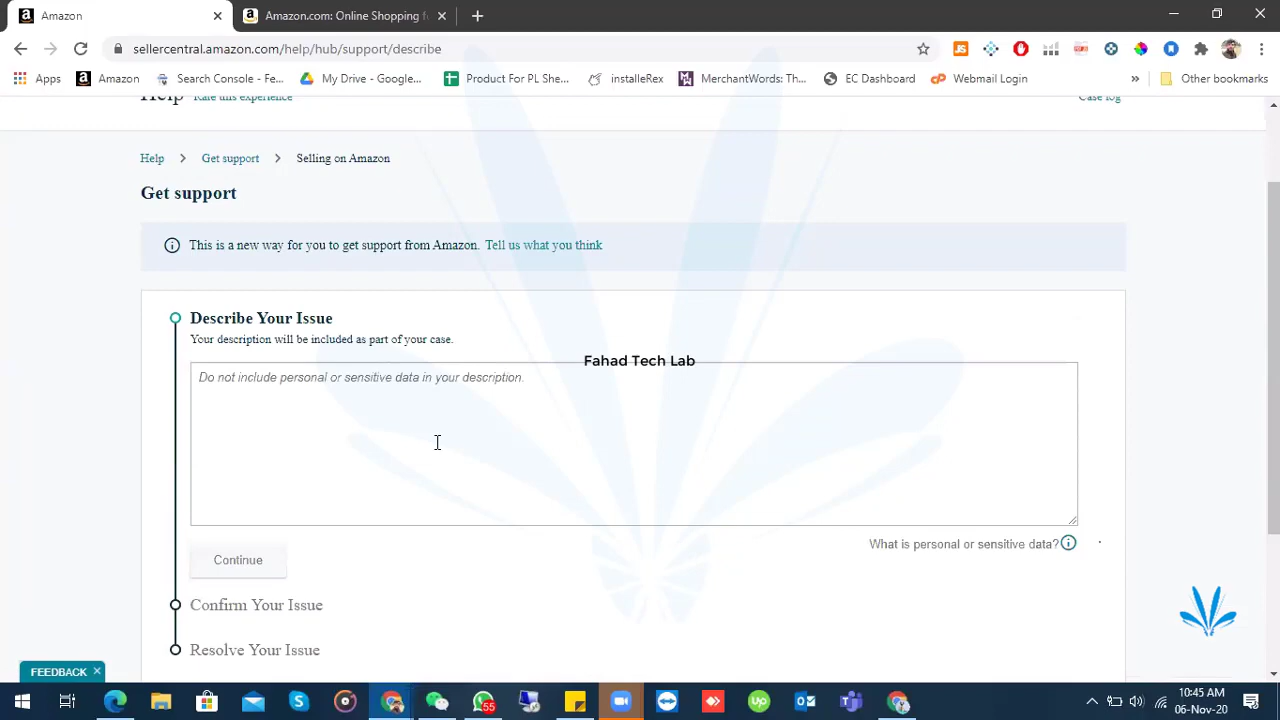 Amazon
Amazon.com: Online Shopping f
sellercentral.amazon.com/help/hub/support/describe
Apps
Amazon
Search Console - Fe...
My Drive - Google...
Product For PL She...
installeRex
MerchantWords: Th...
EC Dashboard
Webmail Login
»
Other bookmarks
Help
Rate this experience
Case log
Help > Get support > Selling on Amazon
Get support
This is a new way for you to get support from Amazon. Tell us what you think
Describe Your Issue
Your description will be included as part of your case.
Fahad Tech Lab
Do not include personal or sensitive data in your description.
What is personal or sensitive data?
Continue
Confirm Your Issue
Resolve Your Issue
FEEDBACK
55
10:45 AM
06-Nov-20